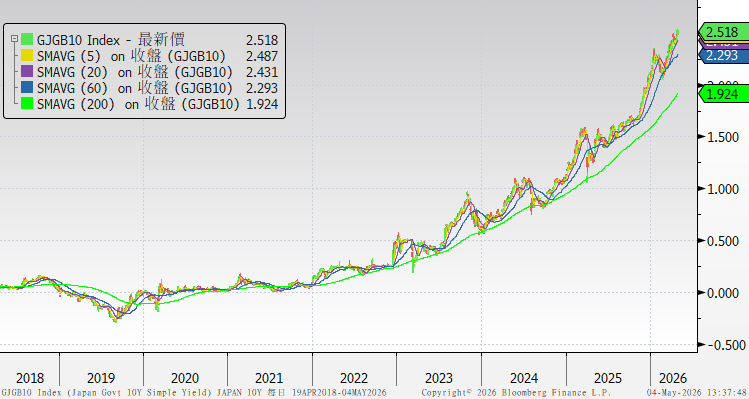 GJGB10 Index - 最新價 2.518
SMAVG (5) on 收盤 (GJGB10) 2.487
SMAVG (20) on 收盤 (GJGB10) 2.431
SMAVG (60) on 收盤 (GJGB10) 2.293
SMAVG (200) on 收盤 (GJGB10) 1.924
2.518
2.293
1.924
1.500
1.000
0.500
0.000
-0.500
2018 2019 2020 2021 2022 2023 2024 2025 2026
GJGB10 Index (Japan Govt 10Y Simple Yield) JAPAN 10Y 每日 19APR2018-04MAY2026 Copyright© 2026 Bloomberg Finance L.P. 04-May-2026 13:37:48